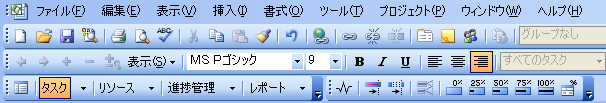 ファイル(F) 編集(E) 表示(V) 挿入(I) 書式(O) ツール(T) プロジェクト(P) ウィンドウ(W) ヘルプ(H)
ABC グループなし
表示(S) MS Pゴシック 9 B I U すべてのタスク
タスク リソース 進捗管理 レポート 0% 25% 50% 75% 100%